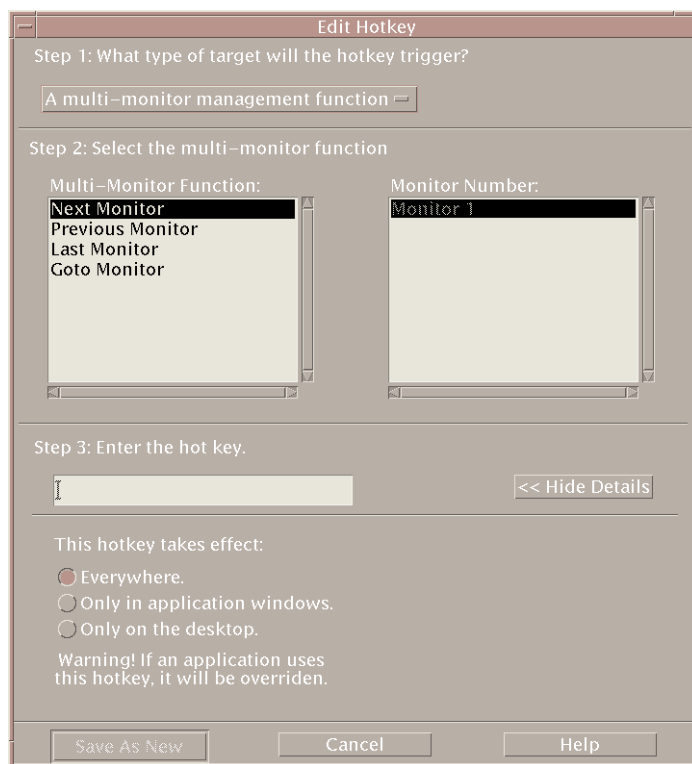 Edit Hotkey
Step 1: What type of target will the hotkey trigger?
A multi-monitor management function
Step 2: Select the multi-monitor function
Multi-Monitor Function:
Next Monitor
Previous Monitor
Last Monitor
Goto Monitor
Monitor Number:
Monitor 1
Step 3: Enter the hot key.
<< Hide Details
This hotkey takes effect:
Everywhere.
Only in application windows.
Only on the desktop.
Warning! If an application uses
this hotkey, it will be overriden.
Save As New
Cancel
Help